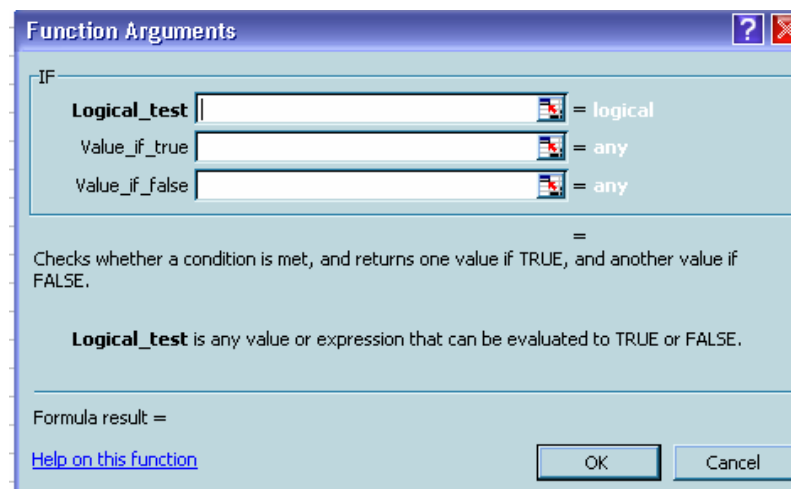 Function Arguments
IF
Logical_test = logical
Value_if_true = any
Value_if_false = any
=
Checks whether a condition is met, and returns one value if TRUE, and another value if
FALSE.
Logical_test is any value or expression that can be evaluated to TRUE or FALSE.
Formula result =
Help on this function
OK Cancel